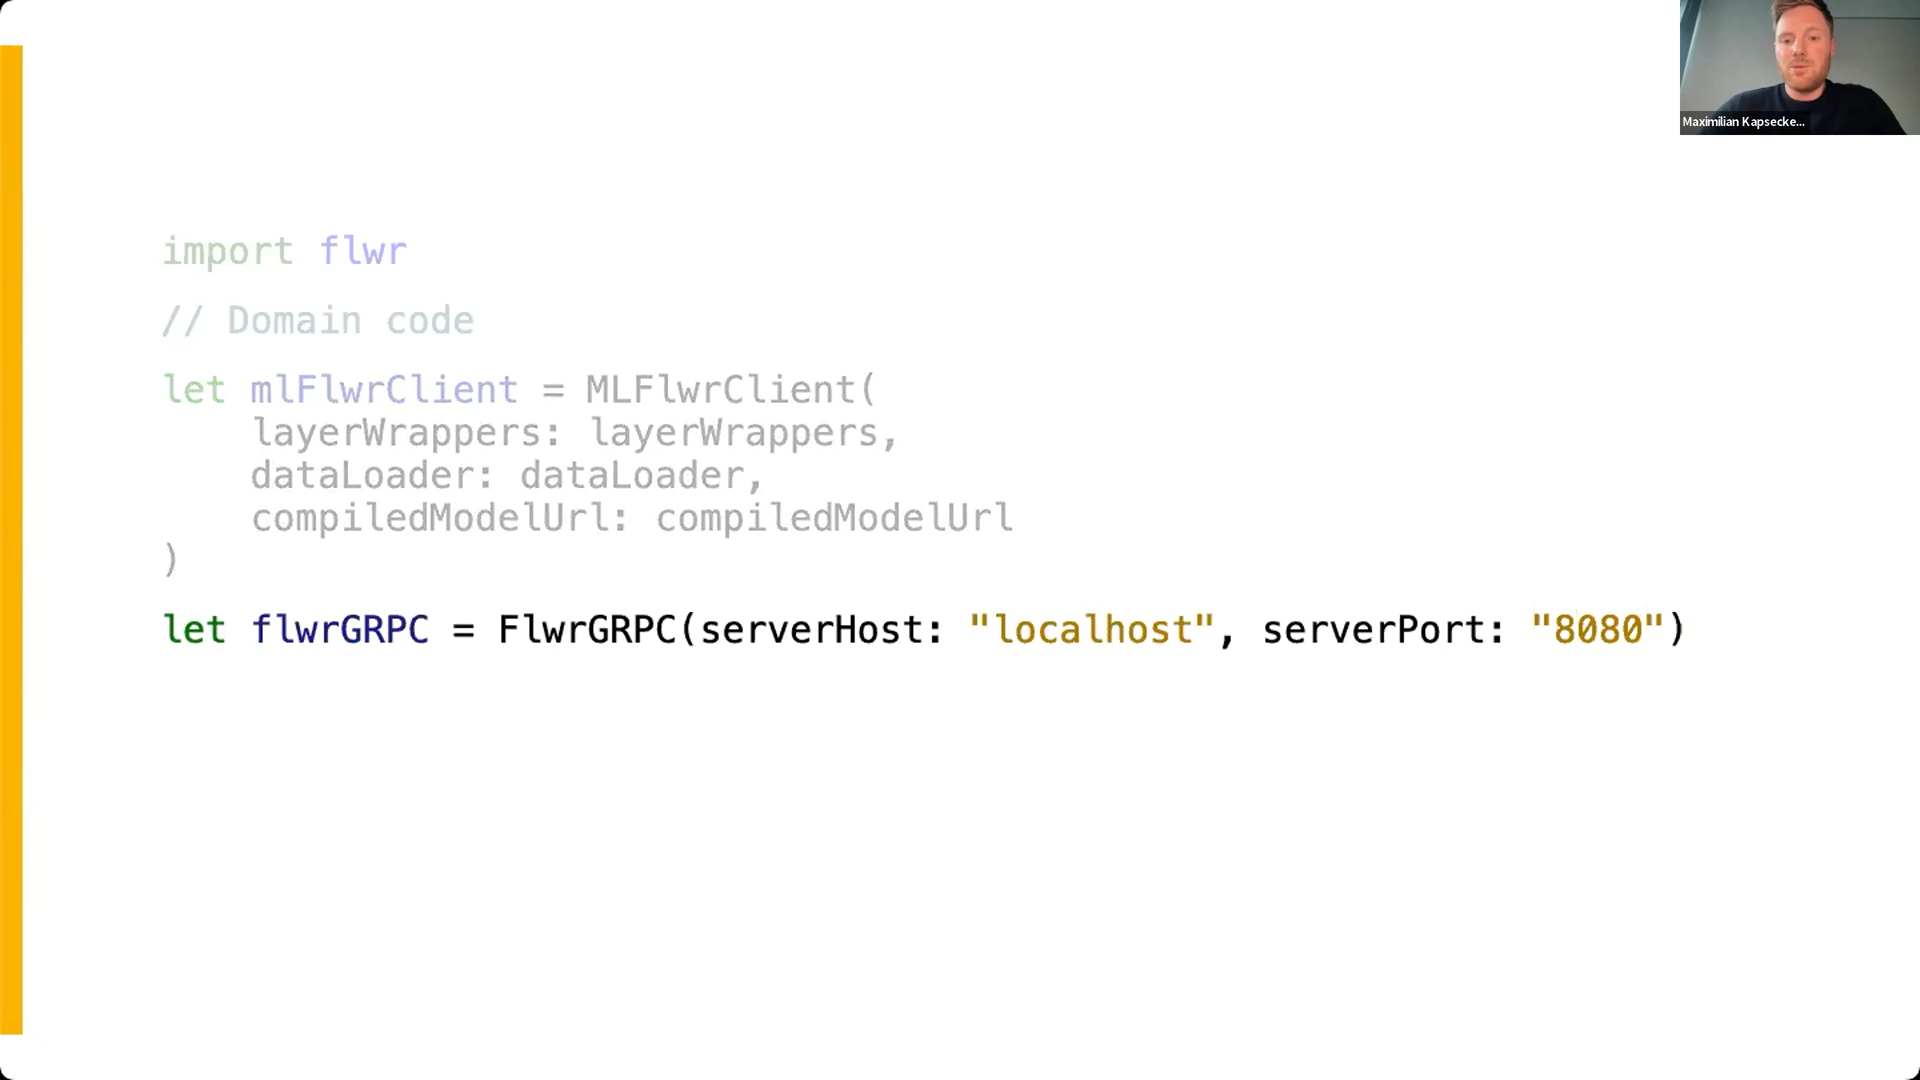 Maximilian Kapsecke...
import flwr
// Domain code
let mlFlwrClient = MLFlwrClient(
    layerWrappers: layerWrappers,
    dataLoader: dataLoader,
    compiledModelUrl: compiledModelUrl
)
let flwrGRPC = FlwrGRPC(serverHost: "localhost", serverPort: "8080")